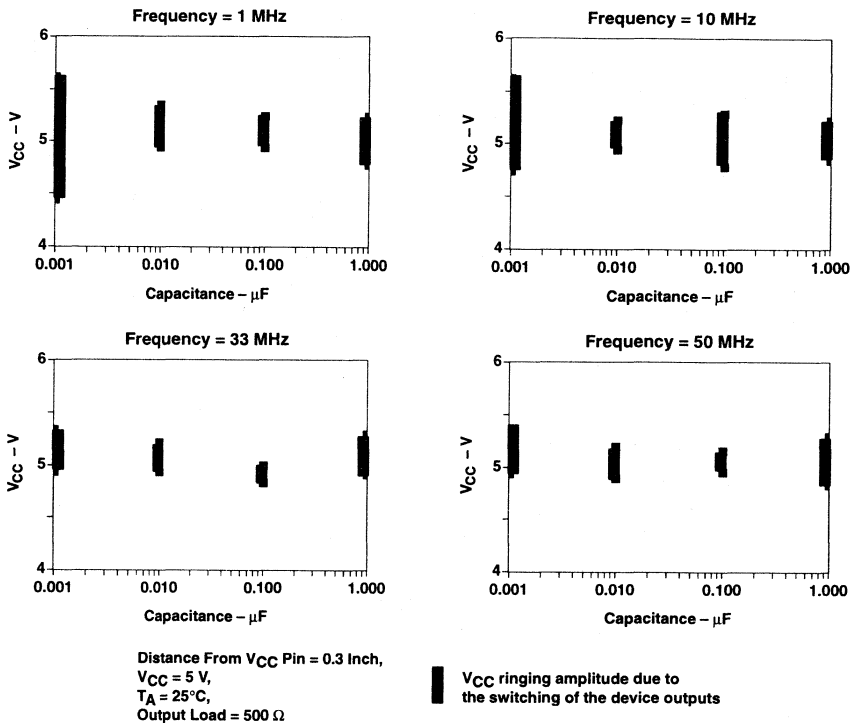 Frequency = 1 MHz
6
5
4
VCC – V
0.001 0.010 0.100 1.000
Capacitance – μF
Frequency = 10 MHz
6
5
4
VCC – V
0.001 0.010 0.100 1.000
Capacitance – μF
Frequency = 33 MHz
6
5
4
VCC – V
0.001 0.010 0.100 1.000
Capacitance – μF
Frequency = 50 MHz
6
5
4
VCC – V
0.001 0.010 0.100 1.000
Capacitance – μF
Distance From VCC Pin = 0.3 Inch,
VCC = 5 V,
TA = 25°C,
Output Load = 500 Ω
VCC ringing amplitude due to
the switching of the device outputs